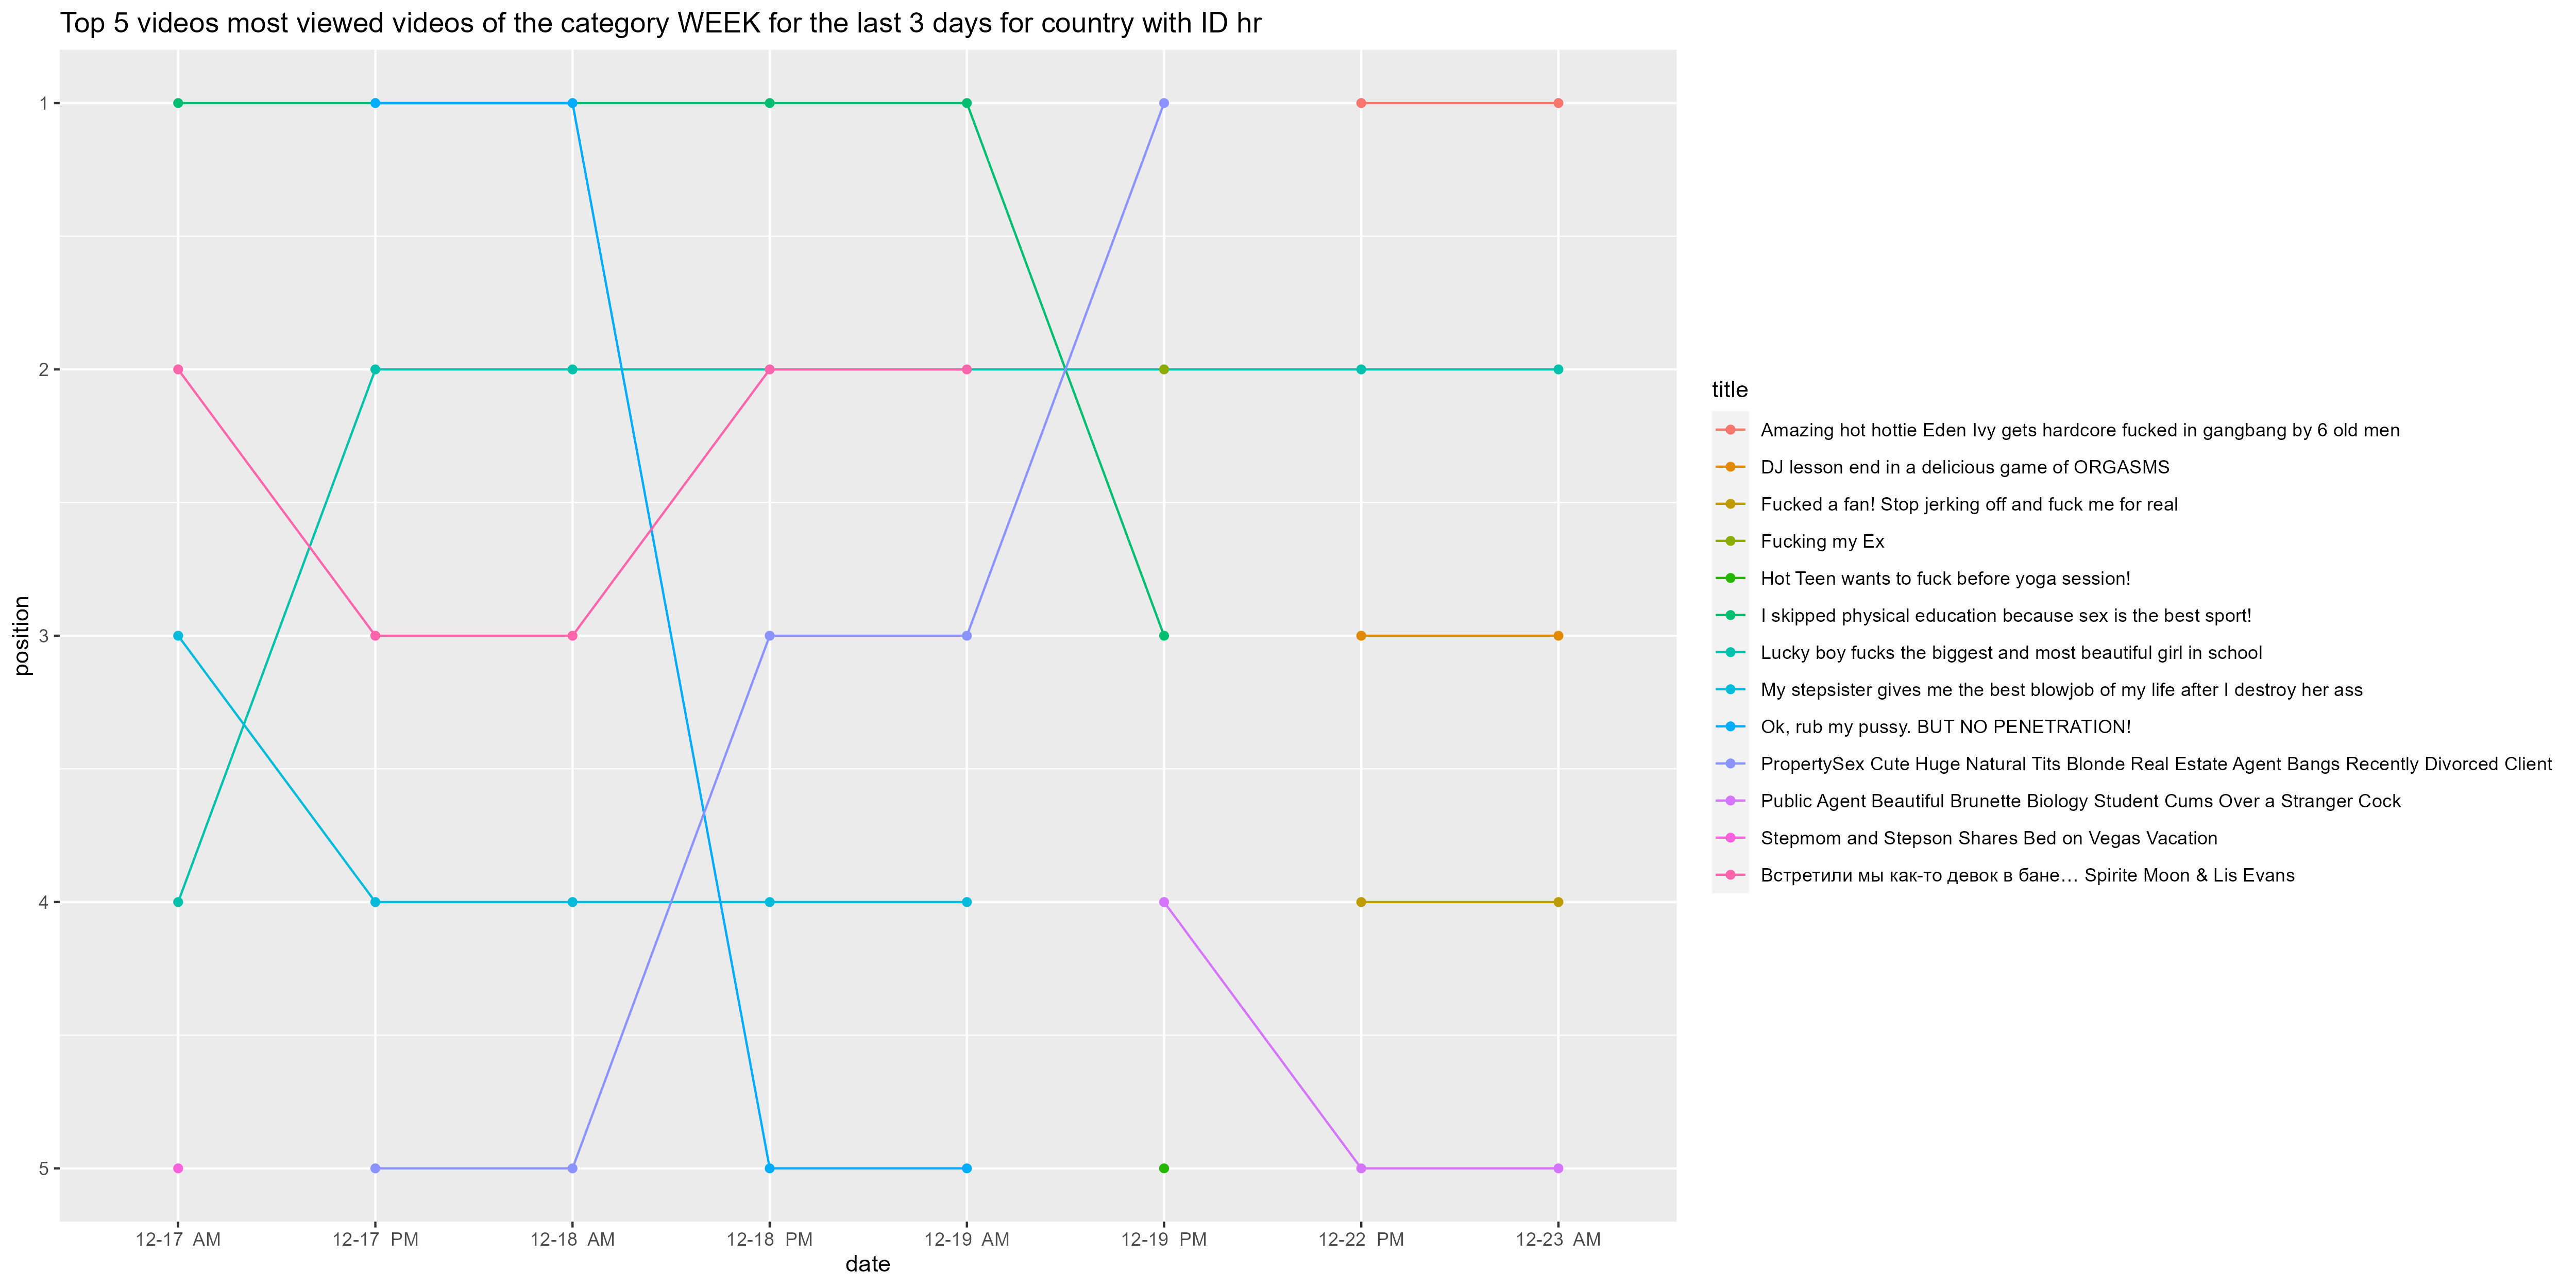 Top 5 videos most viewed videos of the category WEEK for the last 3 days for country with ID hr
position
1
2
3
4
5
12-17 AM
12-17 PM
12-18 AM
12-18 PM
12-19 AM
12-19 PM
12-22 PM
12-23 AM
date
title
Amazing hot hottie Eden Ivy gets hardcore fucked in gangbang by 6 old men
DJ lesson end in a delicious game of ORGASMS
Fucked a fan! Stop jerking off and fuck me for real
Fucking my Ex
Hot Teen wants to fuck before yoga session!
I skipped physical education because sex is the best sport!
Lucky boy fucks the biggest and most beautiful girl in school
My stepsister gives me the best blowjob of my life after I destroy her ass
Ok, rub my pussy. BUT NO PENETRATION!
PropertySex Cute Huge Natural Tits Blonde Real Estate Agent Bangs Recently Divorced Client
Public Agent Beautiful Brunette Biology Student Cums Over a Stranger Cock
Stepmom and Stepson Shares Bed on Vegas Vacation
Встретили мы как-то девок в бане… Spirite Moon & Lis Evans